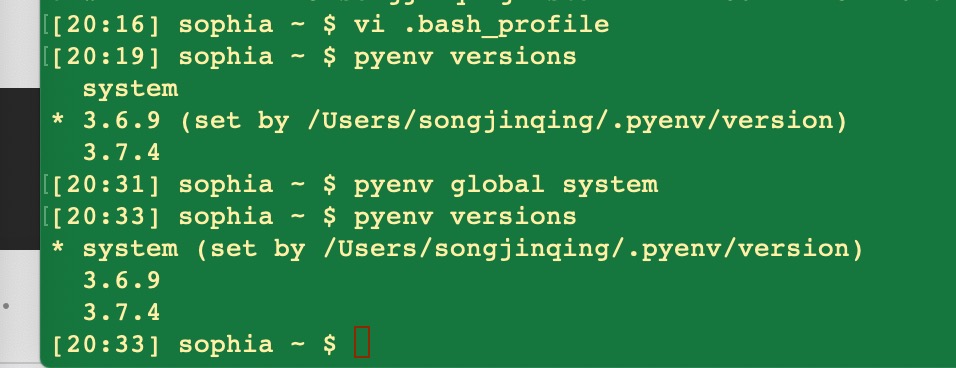 [[20:16] sophia ~ $ vi .bash_profile
[[20:19] sophia ~ $ pyenv versions
  system
* 3.6.9 (set by /Users/songjinqing/.pyenv/version)
  3.7.4
[[20:31] sophia ~ $ pyenv global system
[[20:33] sophia ~ $ pyenv versions
* system (set by /Users/songjinqing/.pyenv/version)
  3.6.9
  3.7.4
[20:33] sophia ~ $